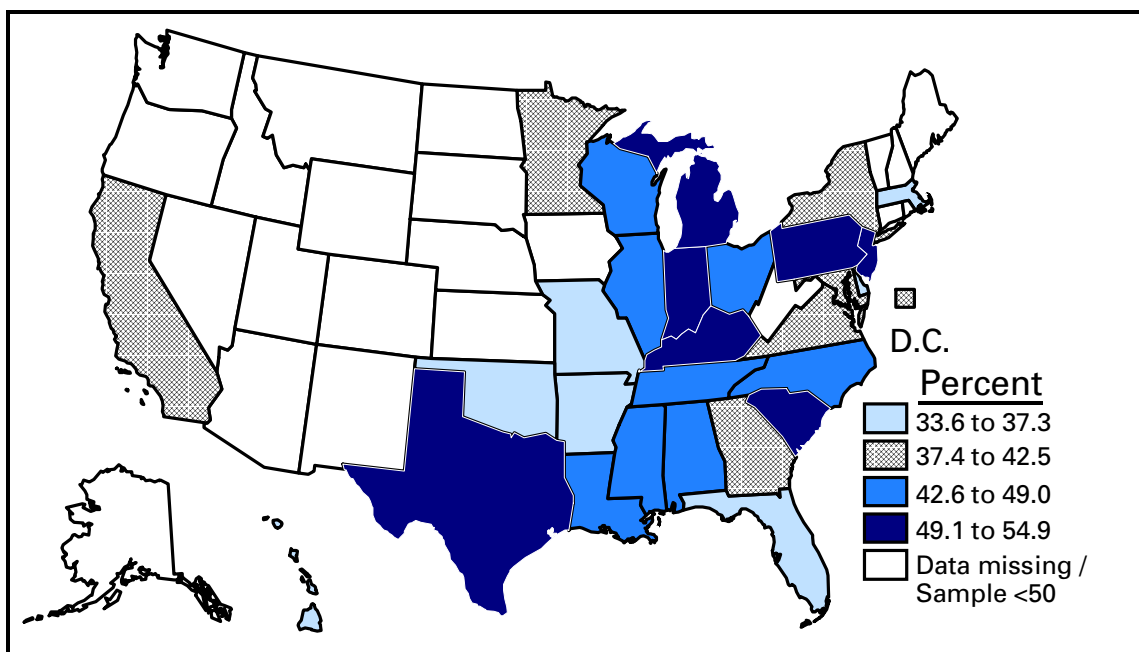 D.C.
Percent
33.6 to 37.3
37.4 to 42.5
42.6 to 49.0
49.1 to 54.9
Data missing /
Sample <50